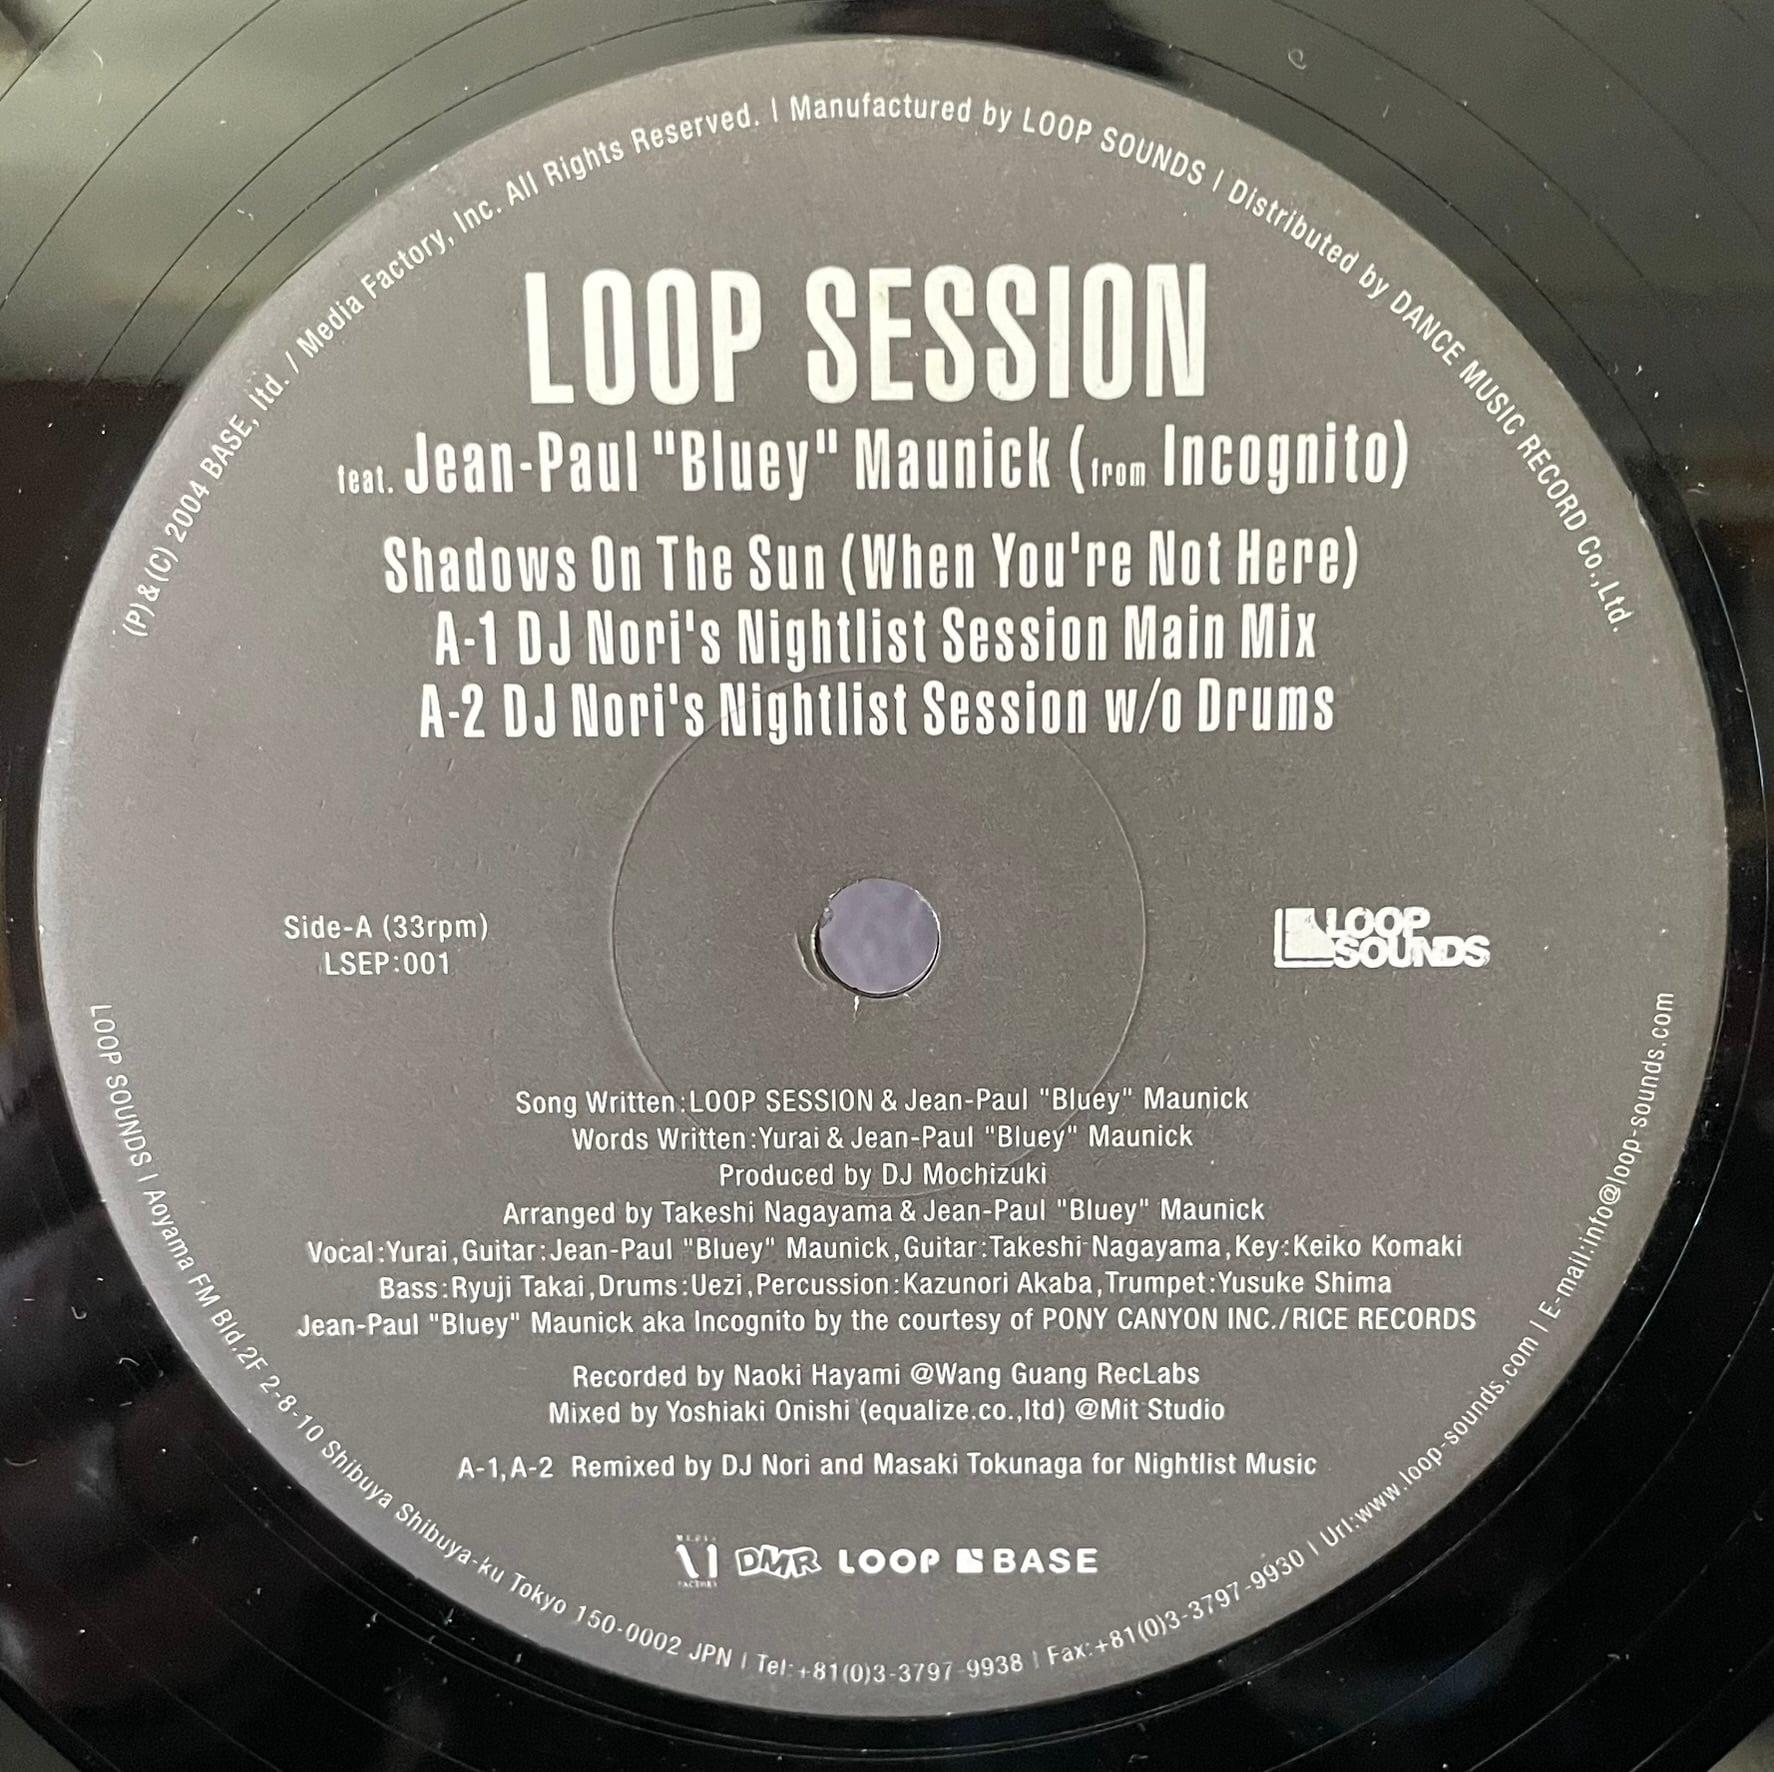 (P)&(C) 2004 BASE, ltd. / Media Factory, Inc. All Rights Reserved. | Manufactured by LOOP SOUNDS | Distributed by DANCE MUSIC RECORD Co.,Ltd.
LOOP SESSION
feat. Jean-Paul "Bluey" Maunick (from Incognito)
Shadows On The Sun (When You're Not Here)
A-1 DJ Nori's Nightlist Session Main Mix
A-2 DJ Nori's Nightlist Session w/o Drums
Side-A (33rpm)
LSEP:001
LOOP
SOUNDS
Song Written:LOOP SESSION & Jean-Paul "Bluey" Maunick
Words Written:Yurai & Jean-Paul "Bluey" Maunick
Produced by DJ Mochizuki
Arranged by Takeshi Nagayama & Jean-Paul "Bluey" Maunick
Vocal:Yurai,Guitar:Jean-Paul "Bluey" Maunick,Guitar:Takeshi Nagayama,Key:Keiko Komaki
Bass:Ryuji Takai,Drums:Uezi,Percussion:Kazunori Akaba,Trumpet:Yusuke Shima
Jean-Paul "Bluey" Maunick aka Incognito by the courtesy of PONY CANYON INC./RICE RECORDS
Recorded by Naoki Hayami @Wang Guang RecLabs
Mixed by Yoshiaki Onishi (equalize.co.,ltd) @Mit Studio
A-1,A-2 Remixed by DJ Nori and Masaki Tokunaga for Nightlist Music
MEDIA FACTORY DMR LOOP BASE
LOOP SOUNDS | Aoyama FM Bld.2F 2-8-10 Shibuya Shibuya-ku Tokyo 150-0002 JPN | Tel:+81(0)3-3797-9938 | Fax:+81(0)3-3797-9930 | Url:www.loop-sounds.com | E-mail:info@loop-sounds.com